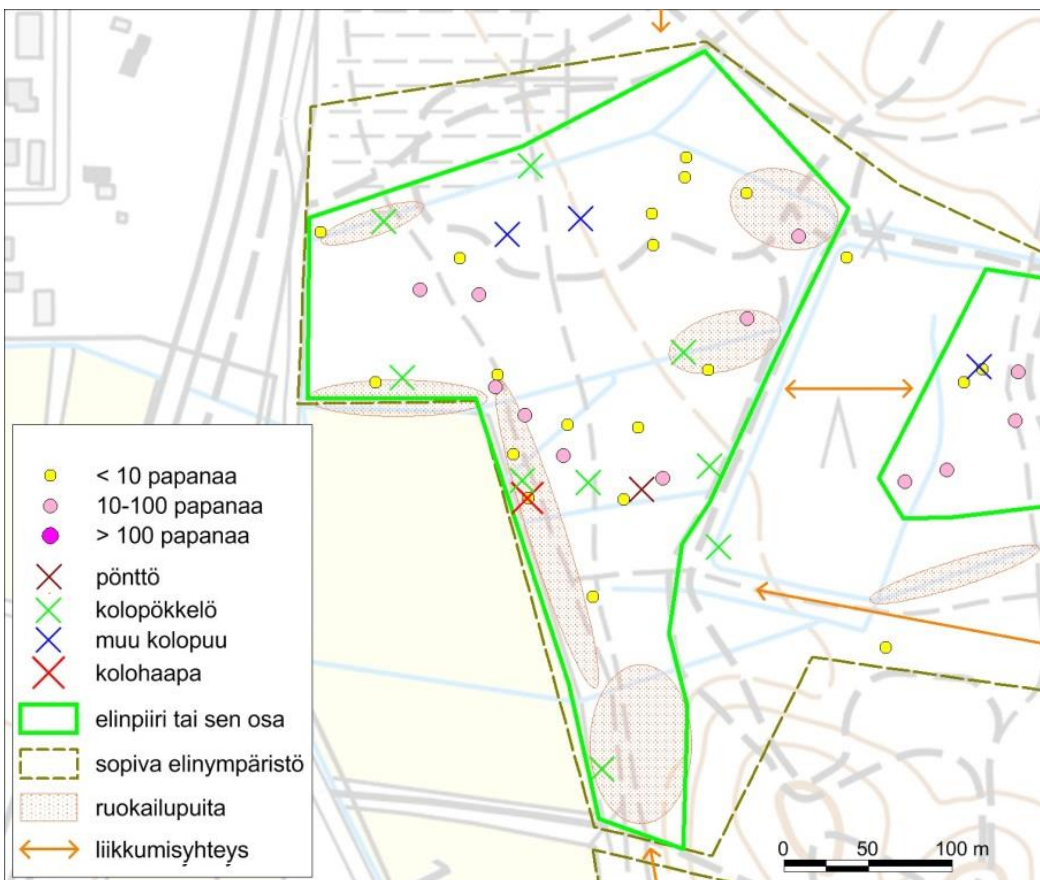 < 10 papanaa
10-100 papanaa
> 100 papanaa
pönttö
kolopökkelö
muu kolopuu
kolohaapa
elinpiiri tai sen osa
sopiva elinympäristö
ruokailupuita
liikkumisyhteys
0 50 100 m